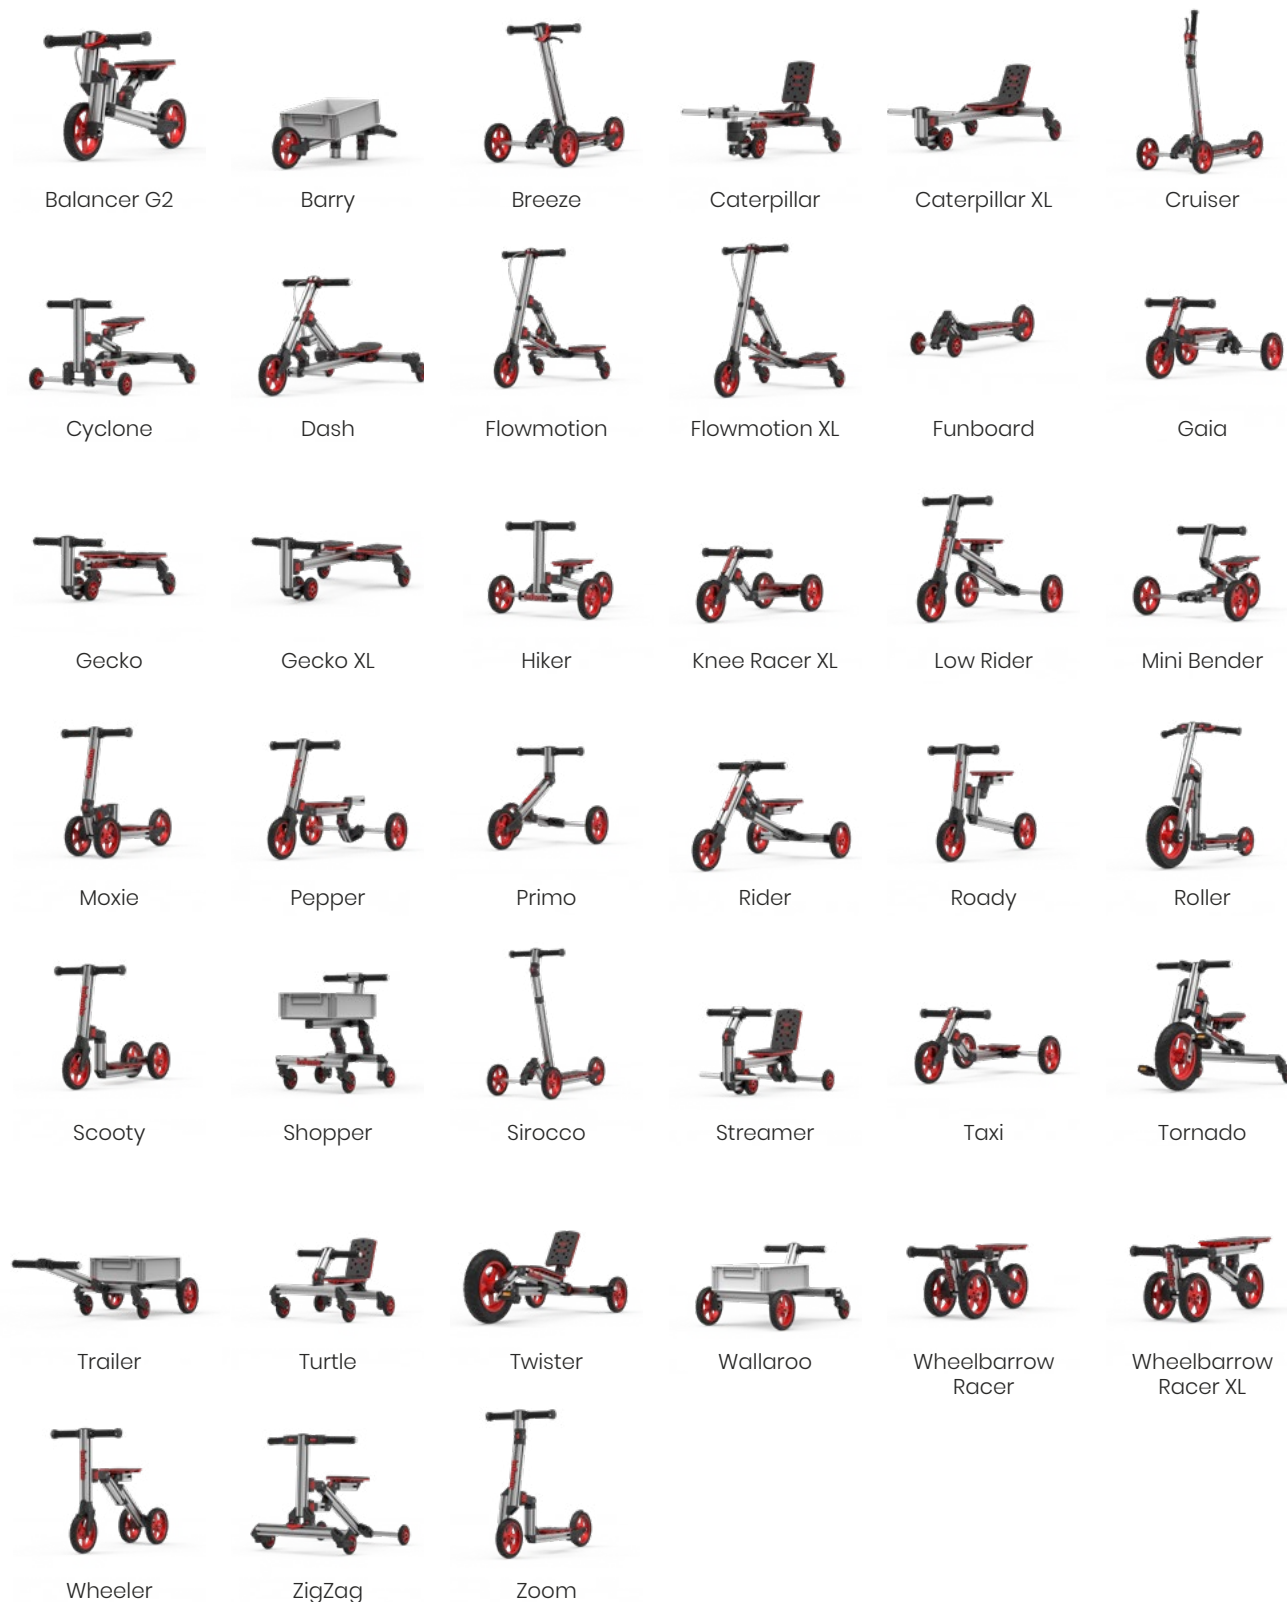 Balancer G2
Barry
Breeze
Caterpillar
Caterpillar XL
Cruiser
Cyclone
Dash
Flowmotion
Flowmotion XL
Funboard
Gaia
Gecko
Gecko XL
Hiker
Knee Racer XL
Low Rider
Mini Bender
Moxie
Pepper
Primo
Rider
Roady
Roller
Scooty
Shopper
Sirocco
Streamer
Taxi
Tornado
Trailer
Turtle
Twister
Wallaroo
Wheelbarrow
Racer
Wheelbarrow
Racer XL
Wheeler
ZigZag
Zoom